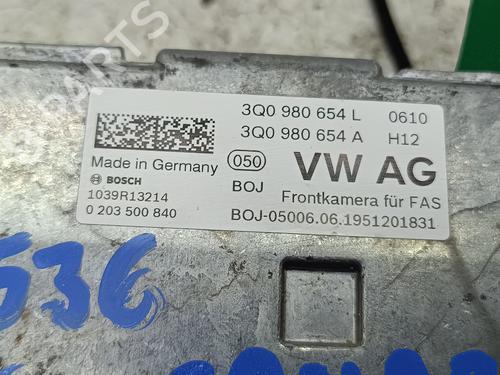 3Q0 980 654 L 0610
3Q0 980 654 A H12
Made in Germany 050 VW AG
BOSCH BOJ Frontkamera für FAS
1039R13214
0 203 500 840 BOJ-05006.06.1951201831
536
PARTS